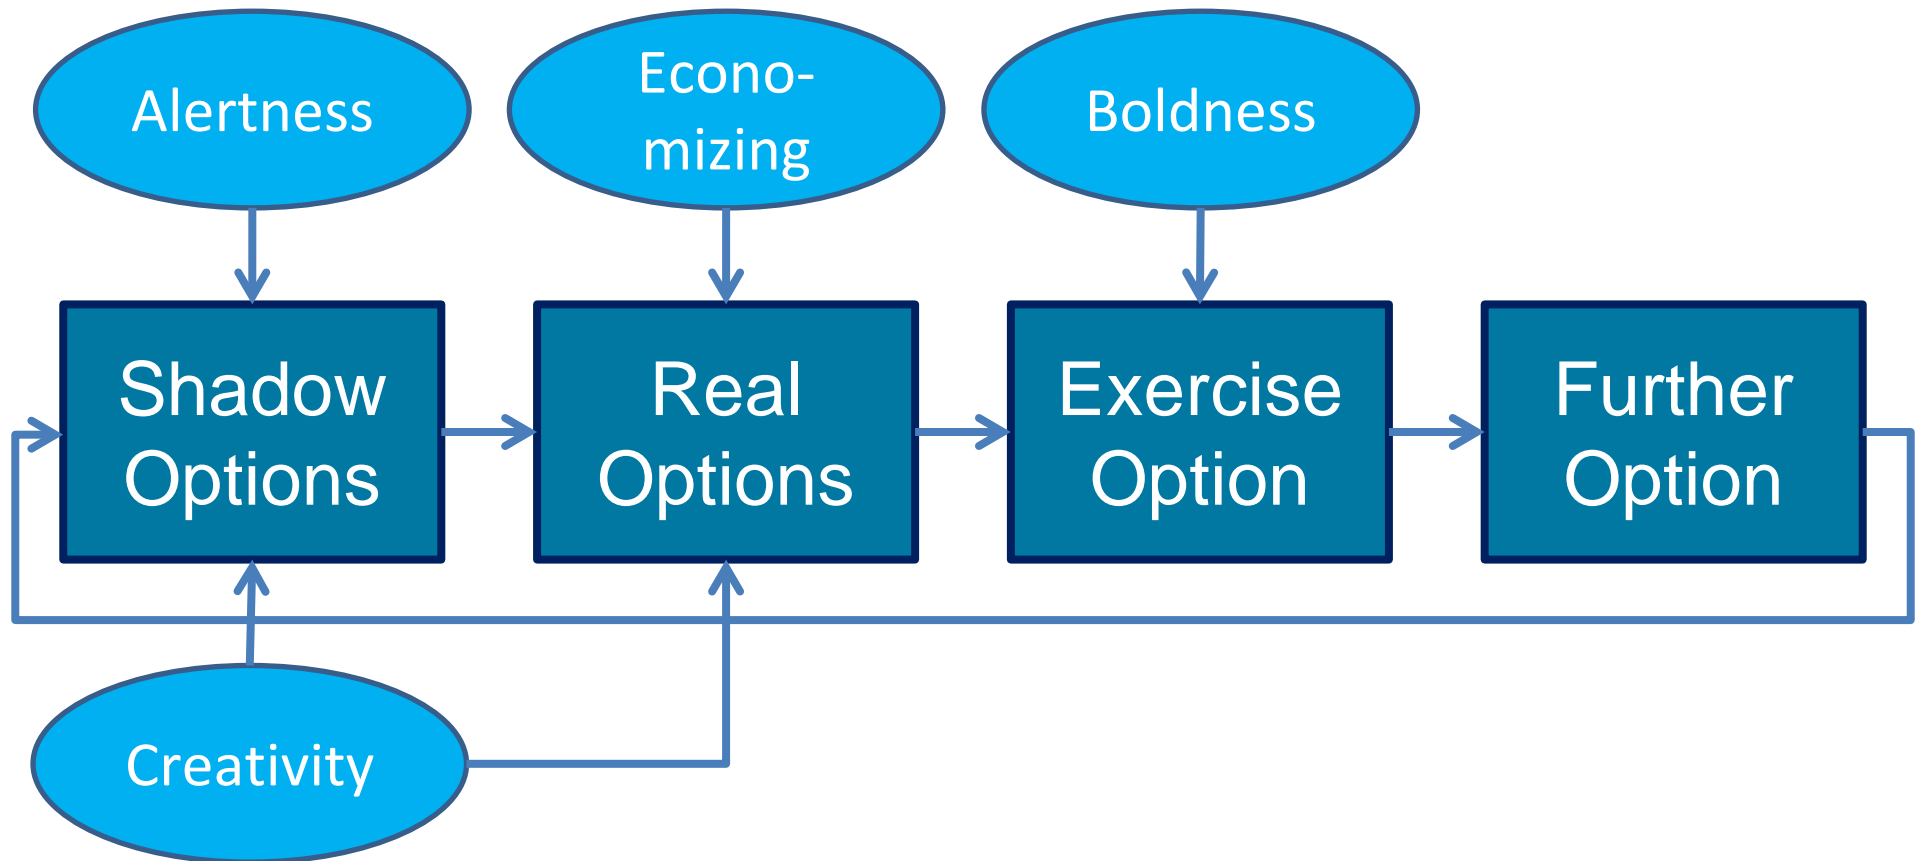 Alertness
Econo-
mizing
Boldness
Shadow
Options
Real
Options
Exercise
Option
Further
Option
Creativity